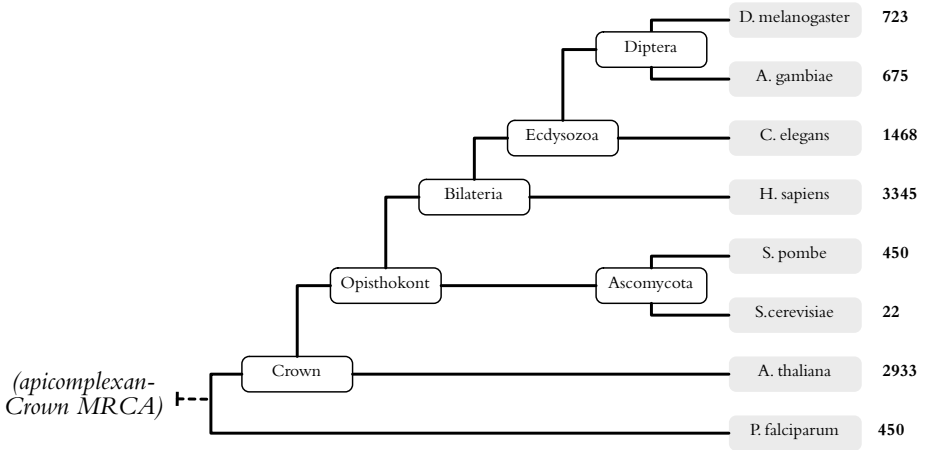 D. melanogaster 723
Diptera
A. gambiae 675
Ecdysozoa C. elegans 1468
Bilateria H. sapiens 3345
S. pombe 450
Opisthokont Ascomycota
S.cerevisiae 22
Crown A. thaliana 2933
(apicomplexan-
Crown MRCA)
P. falciparum 450